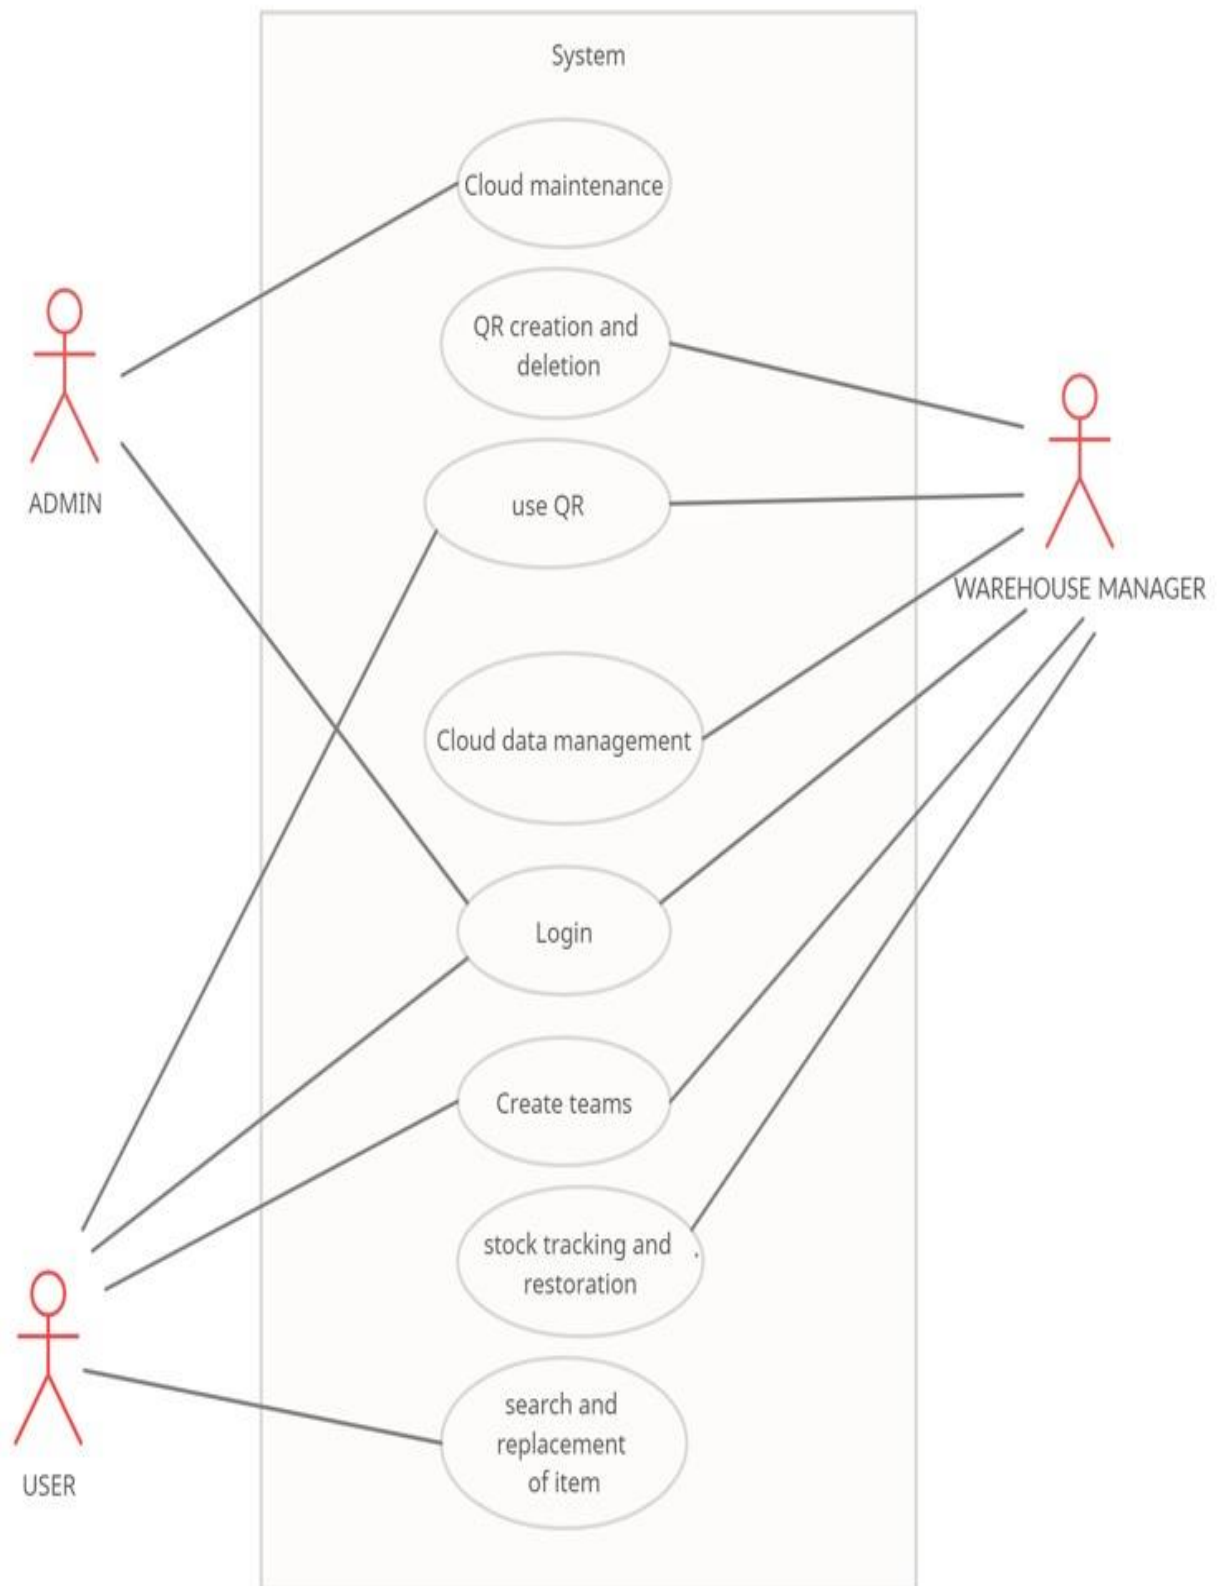 System
Cloud maintenance
QR creation and
deletion
ADMIN
use QR
WAREHOUSE MANAGER
Cloud data management
Login
Create teams
stock tracking and
restoration
search and
replacement
of item
USER